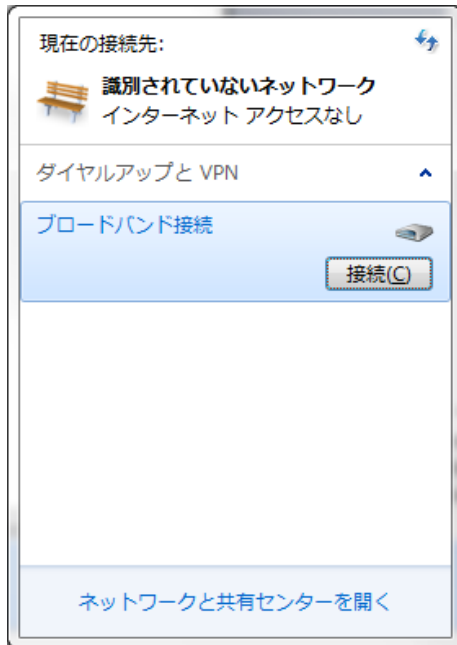 現在の接続先:
識別されていないネットワーク
インターネット アクセスなし
ダイヤルアップと VPN
ブロードバンド接続
接続(C)
ネットワークと共有センターを開く